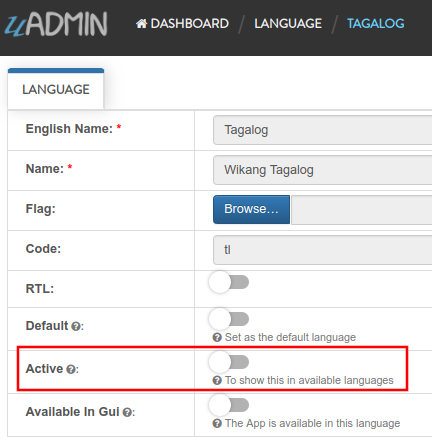 uADMIN DASHBOARD / LANGUAGE / TAGALOG
LANGUAGE
English Name: * Tagalog
Name: * Wikang Tagalog
Flag: Browse...
Code: tl
RTL:
Default ?:
? Set as the default language
Active ?:
? To show this in available languages
Available In Gui ?:
? The App is available in this language